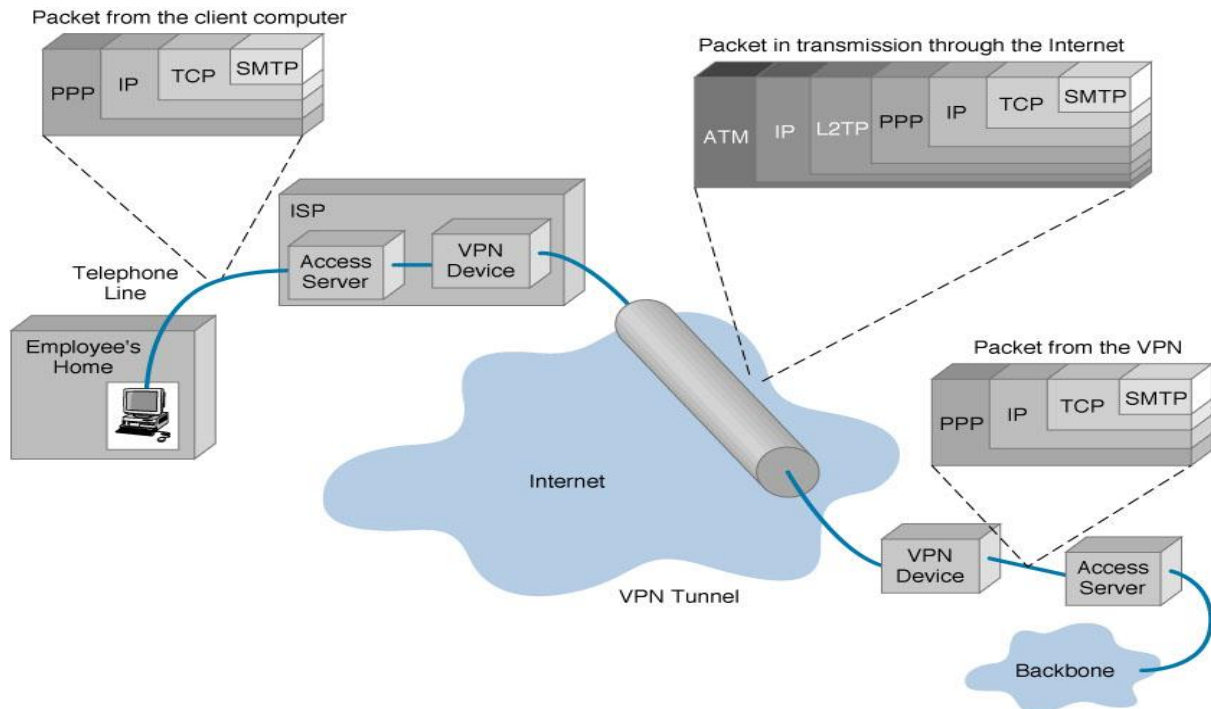 Packet from the client computer
PPP
IP
TCP
SMTP
Packet in transmission through the Internet
ATM
IP
L2TP
PPP
IP
TCP
SMTP
ISP
Access
Server
VPN
Device
Telephone
Line
Employee's
Home
Packet from the VPN
PPP
IP
TCP
SMTP
Internet
VPN Tunnel
VPN
Device
Access
Server
Backbone